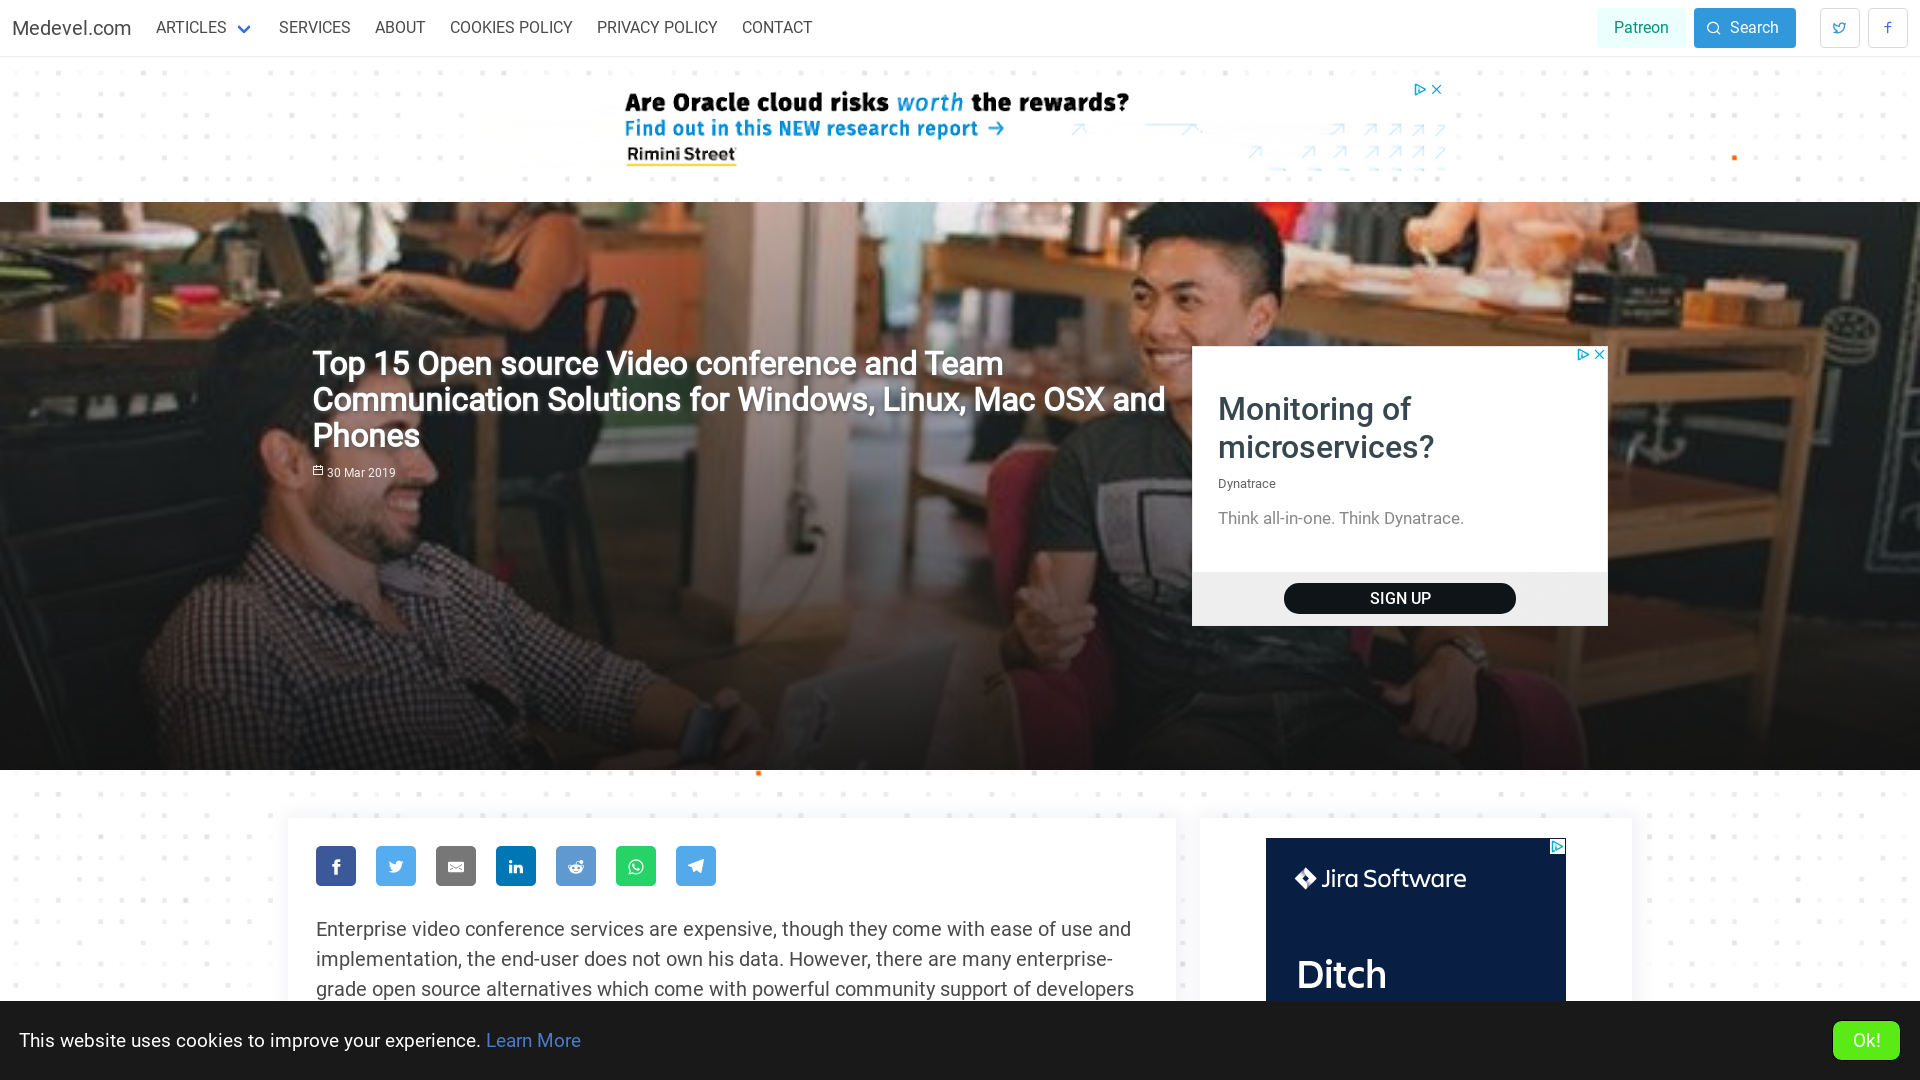 Medevel.com
ARTICLES
SERVICES
ABOUT
COOKIES POLICY
PRIVACY POLICY
CONTACT
Patreon
Search
Are Oracle cloud risks worth the rewards?
Find out in this NEW research report →
Rimini Street
Top 15 Open source Video conference and Team
Communication Solutions for Windows, Linux, Mac OSX and
Phones
30 Mar 2019
Monitoring of
microservices?
Dynatrace
Think all-in-one. Think Dynatrace.
SIGN UP
Enterprise video conference services are expensive, though they come with ease of use and
implementation, the end-user does not own his data. However, there are many enterprise-
grade open source alternatives which come with powerful community support of developers
Jira Software
Ditch
This website uses cookies to improve your experience. Learn More
Ok!